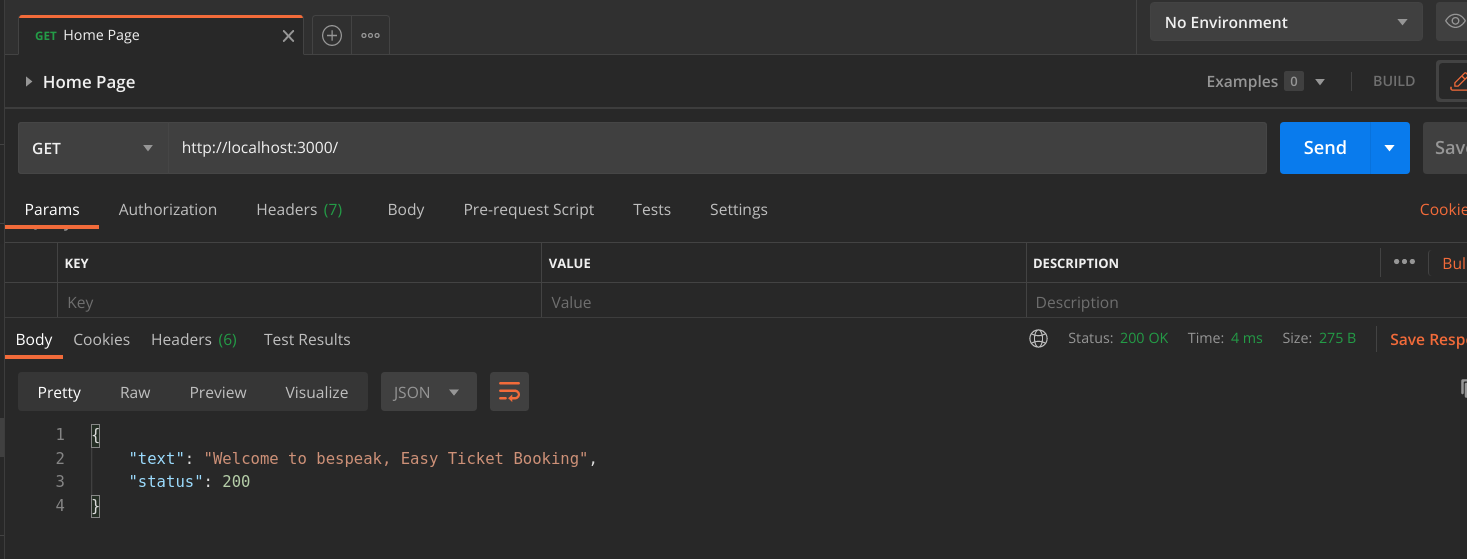 GET Home Page
No Environment
Home Page
Examples 0
BUILD
GET
http://localhost:3000/
Send
Save
Params Authorization Headers (7) Body Pre-request Script Tests Settings
Cookie
KEY VALUE DESCRIPTION
Bul
Key Value Description
Body Cookies Headers (6) Test Results
Status: 200 OK Time: 4 ms Size: 275 B
Save Resp
Pretty Raw Preview Visualize JSON
1 {
2 "text": "Welcome to bespeak, Easy Ticket Booking",
3 "status": 200
4 }